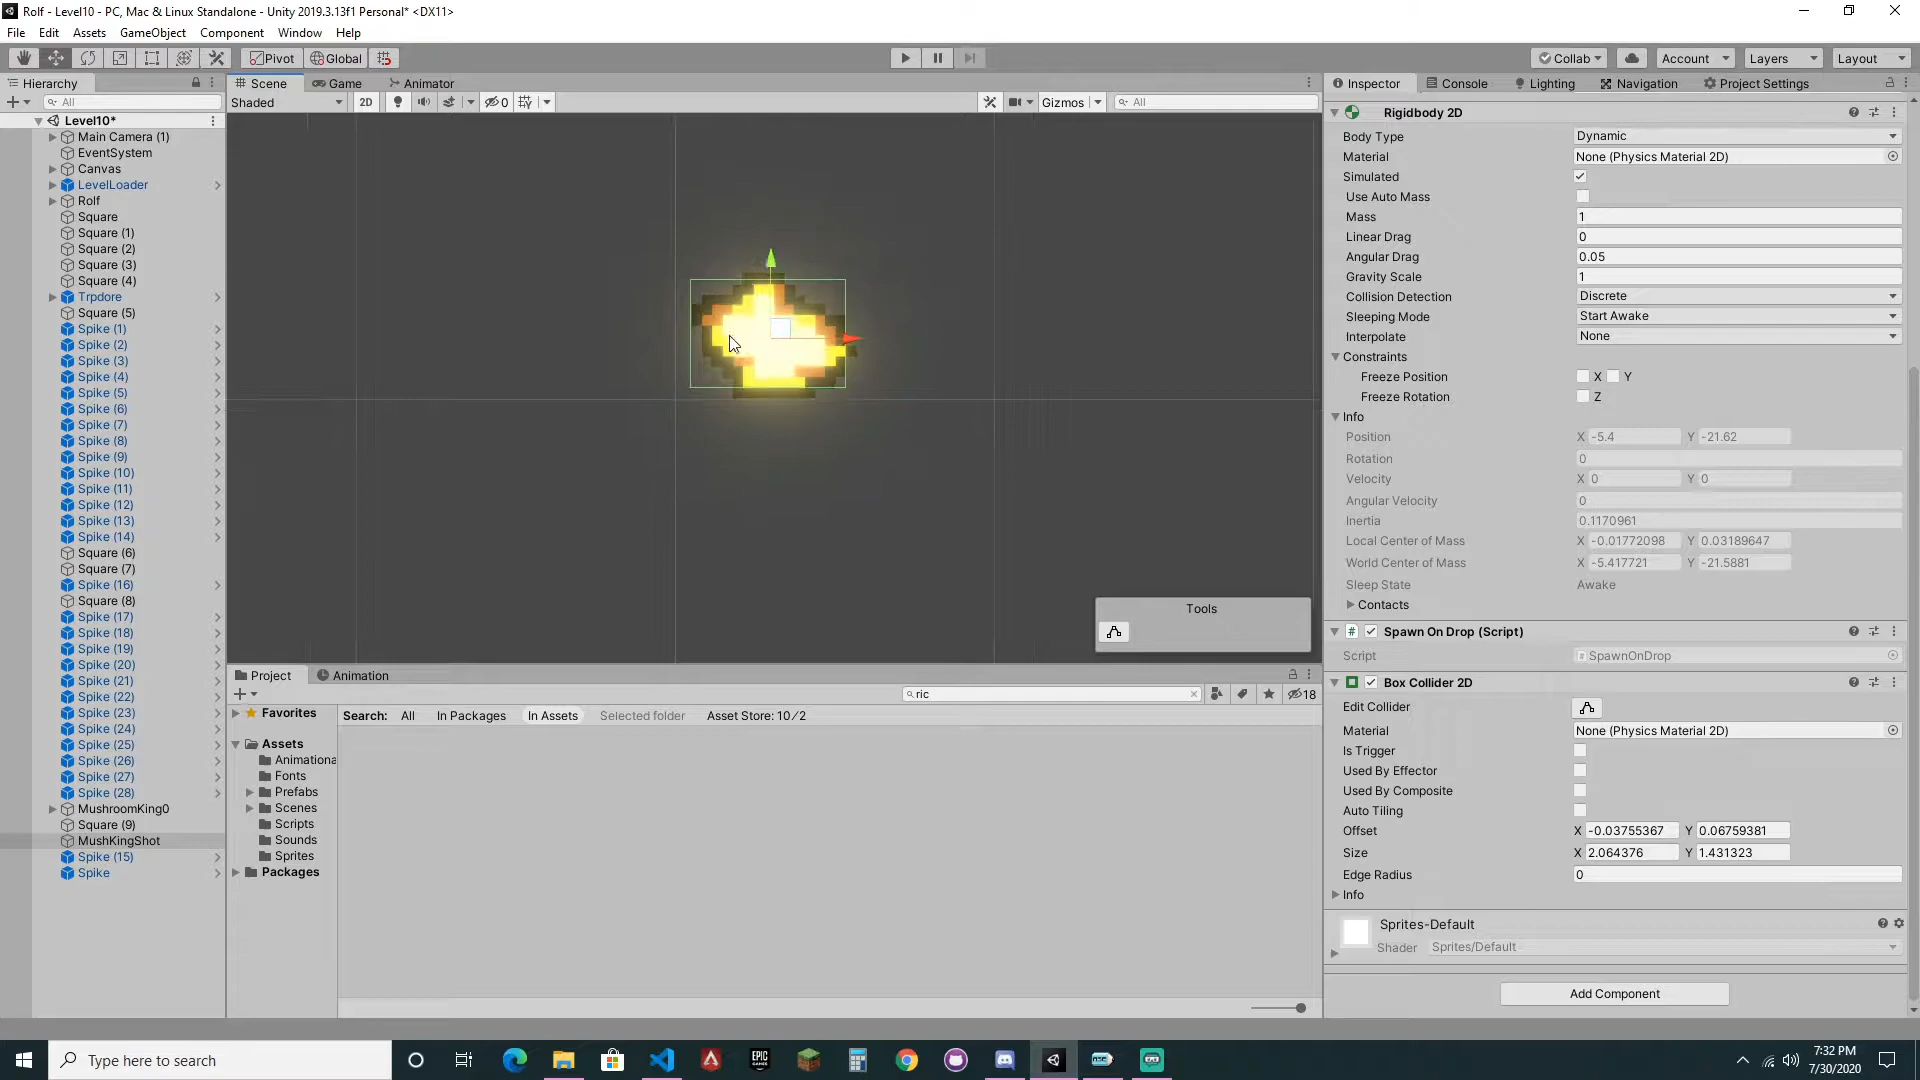 Rolf - Level10 - PC, Mac & Linux Standalone - Unity 2019.3.13f1 Personal* <DX11>
File Edit Assets GameObject Component Window Help
Pivot Global Collab Account Layers Layout
Hierarchy Scene Game Animator Inspector Console Lighting Navigation Project Settings
All Shaded 2D 0 Gizmos All
Level10*
Main Camera (1)
EventSystem
Canvas
LevelLoader
Rolf
Square
Square (1)
Square (2)
Square (3)
Square (4)
Trpdore
Square (5)
Spike (1)
Spike (2)
Spike (3)
Spike (4)
Spike (5)
Spike (6)
Spike (7)
Spike (8)
Spike (9)
Spike (10)
Spike (11)
Spike (12)
Spike (13)
Spike (14)
Square (6)
Square (7)
Spike (16)
Square (8)
Spike (17)
Spike (18)
Spike (19)
Spike (20)
Spike (21)
Spike (22)
Spike (23)
Spike (24)
Spike (25)
Spike (26)
Spike (27)
Spike (28)
MushroomKing0
Square (9)
MushKingShot
Spike (15)
Spike
Tools
Project Animation
ric 18
Favorites
Search: All In Packages In Assets Selected folder Asset Store: 10/2
Assets
Animationa
Fonts
Prefabs
Scenes
Scripts
Sounds
Sprites
Packages
Rigidbody 2D
Body Type Dynamic
Material None (Physics Material 2D)
Simulated
Use Auto Mass
Mass 1
Linear Drag 0
Angular Drag 0.05
Gravity Scale 1
Collision Detection Discrete
Sleeping Mode Start Awake
Interpolate None
Constraints
Freeze Position X Y
Freeze Rotation Z
Info
Position X -5.4 Y -21.62
Rotation 0
Velocity X 0 Y 0
Angular Velocity 0
Inertia 0.1170961
Local Center of Mass X -0.01772098 Y 0.03189647
World Center of Mass X -5.417721 Y -21.5881
Sleep State Awake
Contacts
# Spawn On Drop (Script)
Script SpawnOnDrop
Box Collider 2D
Edit Collider
Material None (Physics Material 2D)
Is Trigger
Used By Effector
Used By Composite
Auto Tiling
Offset X -0.03755367 Y 0.06759381
Size X 2.064376 Y 1.431323
Edge Radius 0
Info
Sprites-Default
Shader Sprites/Default
Add Component
Type here to search
EPIC GAMES
7:32 PM
7/30/2020